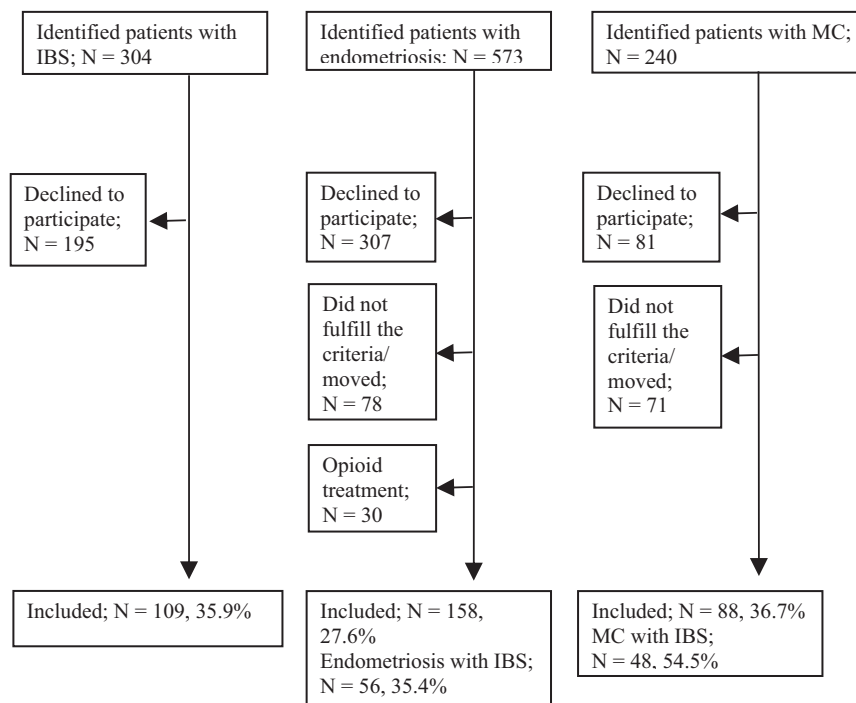 Identified patients with
IBS; N = 304
Identified patients with
endometriosis; N = 573
Identified patients with MC;
N = 240
Declined to
participate;
N = 195
Declined to
participate;
N = 307
Declined to
participate;
N = 81
Did not
fulfill the
criteria/
moved;
N = 78
Did not
fulfill the
criteria/
moved;
N = 71
Opioid
treatment;
N = 30
Included; N = 109, 35.9%
Included; N = 158,
27.6%
Endometriosis with IBS;
N = 56, 35.4%
Included; N = 88, 36.7%
MC with IBS;
N = 48, 54.5%